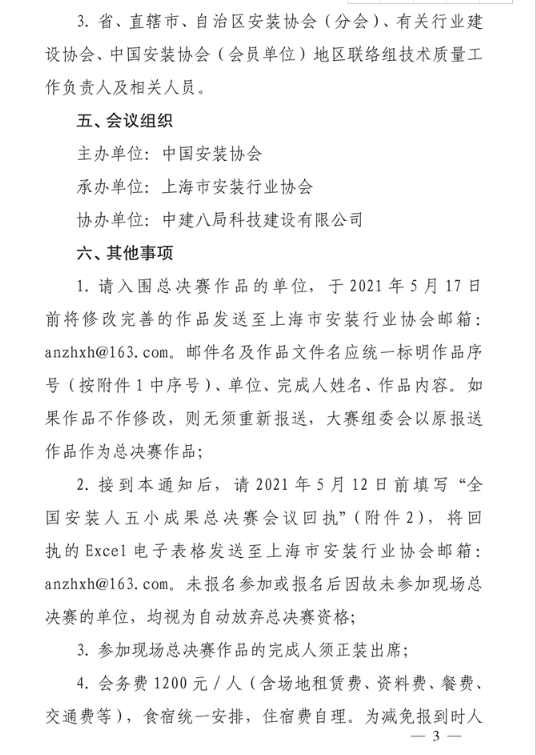 3. 省、直辖市、自治区安装协会（分会）、有关行业建
设协会、中国安装协会（会员单位）地区联络组技术质量工
作负责人及相关人员。
五、会议组织
主办单位：中国安装协会
承办单位：上海市安装行业协会
协办单位：中建八局科技建设有限公司
六、其他事项
1. 请入围总决赛作品的单位，于 2021 年 5 月 17 日
前将修改完善的作品发送至上海市安装行业协会邮箱：
anzhxh@163.com。邮件名及作品文件名应统一标明作品序
号（按附件 1 中序号）、单位、完成人姓名、作品内容。如
果作品不作修改，则无须重新报送，大赛组委会以原报送
作品作为总决赛作品；
2. 接到本通知后，请 2021 年 5 月 12 日前填写“全
国安装人五小成果总决赛会议回执”（附件 2），将回
执的 Excel 电子表格发送至上海市安装行业协会邮箱：
anzhxh@163.com。未报名参加或报名后因故未参加现场总
决赛的单位，均视为自动放弃总决赛资格；
3. 参加现场总决赛作品的完成人须正装出席；
4. 会务费 1200 元 / 人（含场地租赁费、资料费、餐费、
交通费等），食宿统一安排，住宿费自理。为减免报到时人
— 3 —